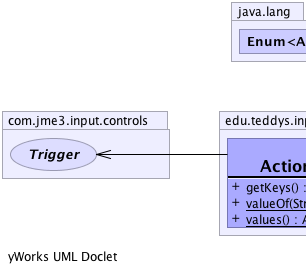 java.lang
Enum<A
com.jme3.input.controls
edu.teddys.inp
Trigger
Action
+ getKeys() :
+ valueOf(Str
+ values() : A
yWorks UML Doclet